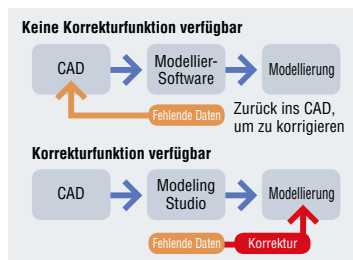 Keine Korrekturfunktion verfügbar
CAD
Modellier-
Software
Modellierung
Fehlende Daten
Zurück ins CAD,
um zu korrigieren
Korrekturfunktion verfügbar
CAD
Modeling
Studio
Modellierung
Fehlende Daten
Korrektur